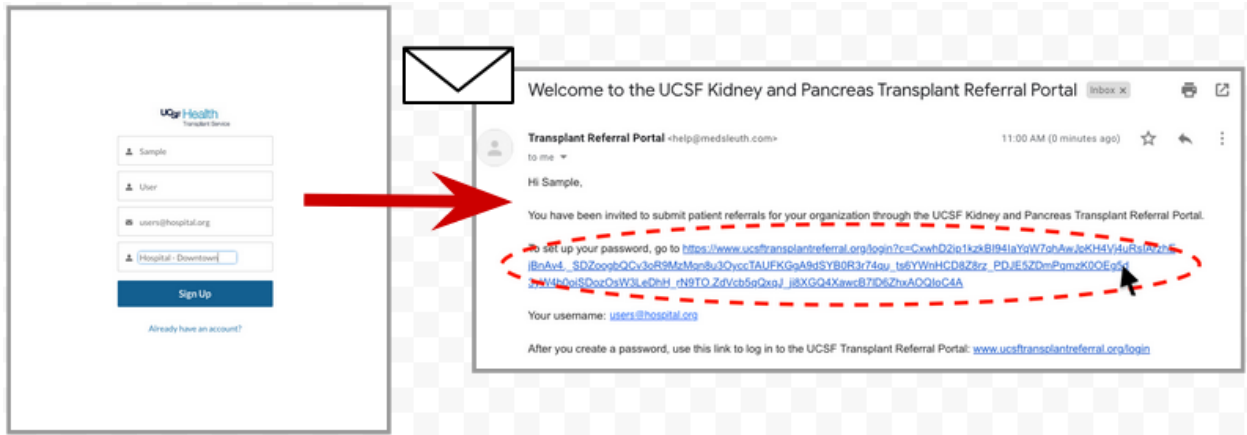 UCSF Health
Transplant Service
Sample
User
users@hospital.org
Hospital - Downtown
Sign Up
Already have an account?
Welcome to the UCSF Kidney and Pancreas Transplant Referral Portal Inbox x
Transplant Referral Portal <help@medsleuth.com> 11:00 AM (0 minutes ago)
to me
Hi Sample,
You have been invited to submit patient referrals for your organization through the UCSF Kidney and Pancreas Transplant Referral Portal.
To set up your password, go to
Your username: users@hospital.org
After you create a password, use this link to log in to the UCSF Transplant Referral Portal: www.ucsftransplantreferral.org/login